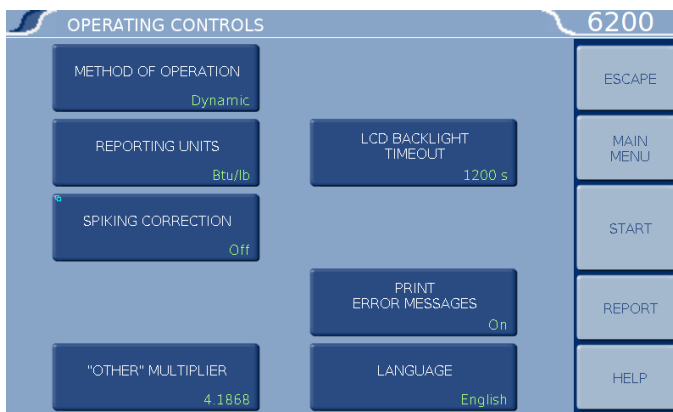 OPERATING CONTROLS
6200
METHOD OF OPERATION
Dynamic
REPORTING UNITS
Btu/lb
LCD BACKLIGHT
TIMEOUT
1200 s
SPIKING CORRECTION
Off
PRINT
ERROR MESSAGES
On
"OTHER" MULTIPLIER
4.1868
LANGUAGE
English
ESCAPE
MAIN
MENU
START
REPORT
HELP